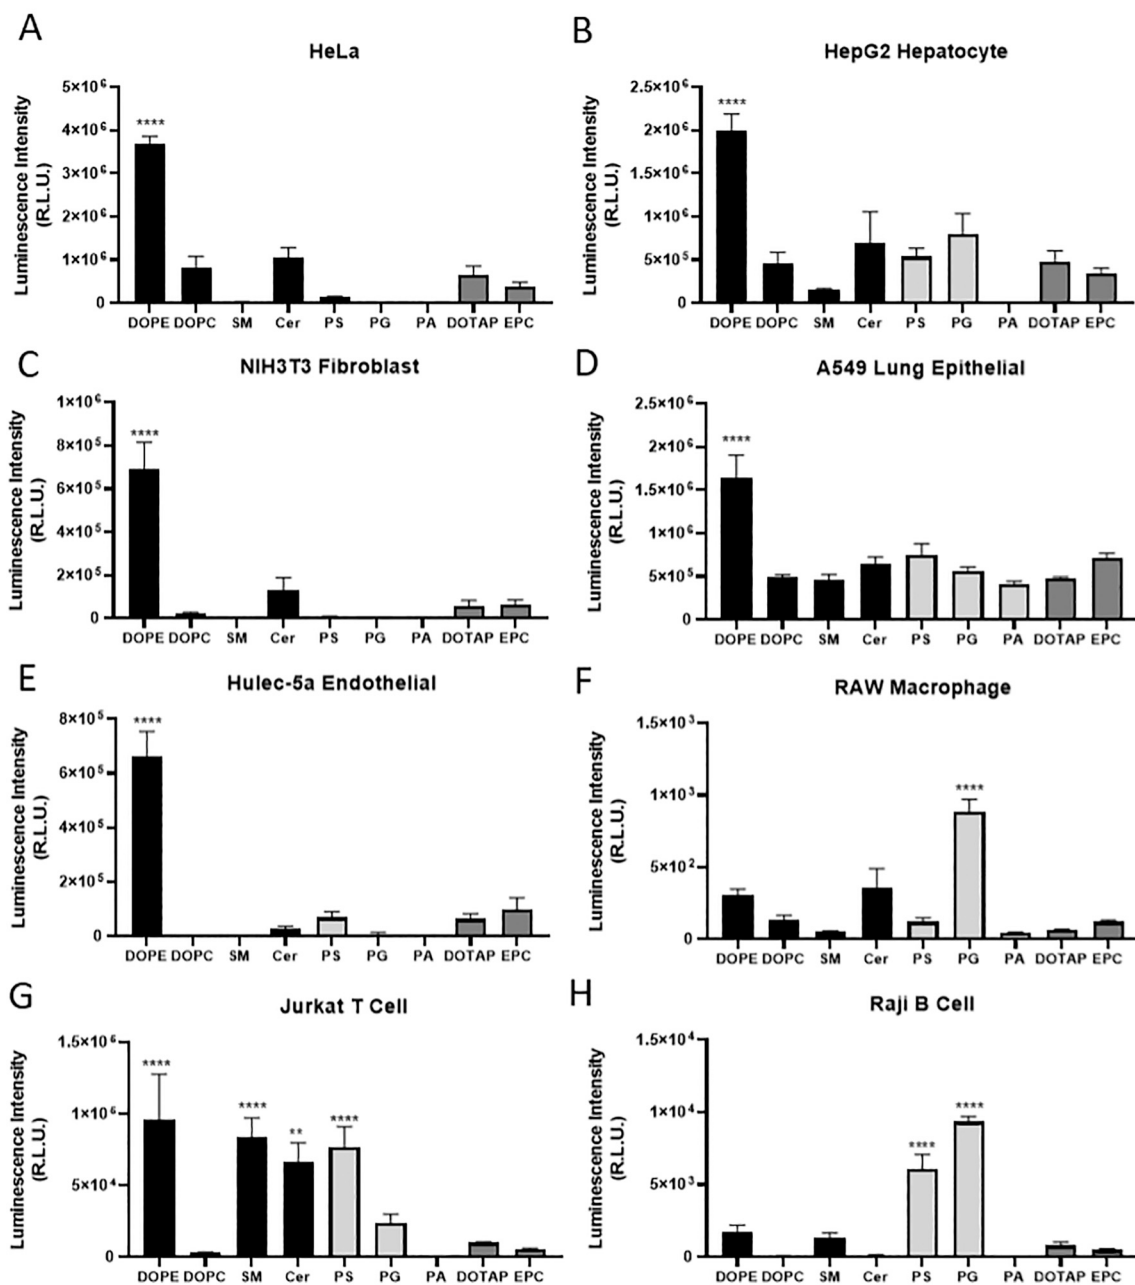 A
HeLa
Luminescence Intensity
(R.L.U.)
5×10⁶
4×10⁶
3×10⁶
2×10⁶
1×10⁶
0
****
DOPE DOPC SM Cer PS PG PA DOTAP EPC
B
HepG2 Hepatocyte
Luminescence Intensity
(R.L.U.)
2.5×10⁶
2×10⁶
1.5×10⁶
1×10⁶
5×10⁵
0
****
DOPE DOPC SM Cer PS PG PA DOTAP EPC
C
NIH3T3 Fibroblast
Luminescence Intensity
(R.L.U.)
1×10⁶
8×10⁵
6×10⁵
4×10⁵
2×10⁵
0
****
DOPE DOPC SM Cer PS PG PA DOTAP EPC
D
A549 Lung Epithelial
Luminescence Intensity
(R.L.U.)
2.5×10⁶
2×10⁶
1.5×10⁶
1×10⁶
5×10⁵
0
****
DOPE DOPC SM Cer PS PG PA DOTAP EPC
E
Hulec-5a Endothelial
Luminescence Intensity
(R.L.U.)
8×10⁵
6×10⁵
4×10⁵
2×10⁵
0
****
DOPE DOPC SM Cer PS PG PA DOTAP EPC
F
RAW Macrophage
Luminescence Intensity
(R.L.U.)
1.5×10³
1×10³
5×10²
0
****
DOPE DOPC SM Cer PS PG PA DOTAP EPC
G
Jurkat T Cell
Luminescence Intensity
(R.L.U.)
1.5×10⁶
1×10⁶
5×10⁴
0
**** **** ** ****
DOPE DOPC SM Cer PS PG PA DOTAP EPC
H
Raji B Cell
Luminescence Intensity
(R.L.U.)
1.5×10⁴
1×10⁴
5×10³
0
**** ****
DOPE DOPC SM Cer PS PG PA DOTAP EPC